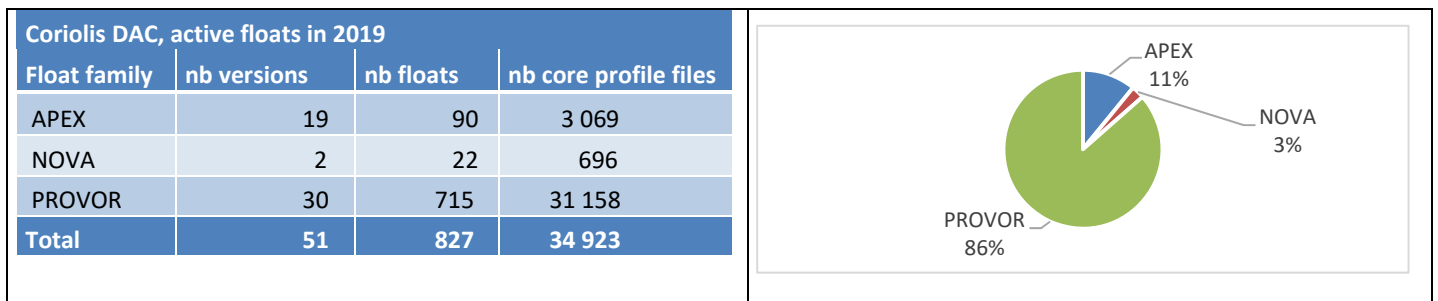 Coriolis DAC, active floats in 2019
Float family nb versions nb floats nb core profile files
APEX 19 90 3 069
NOVA 2 22 696
PROVOR 30 715 31 158
Total 51 827 34 923
APEX
11%
NOVA
3%
PROVOR
86%